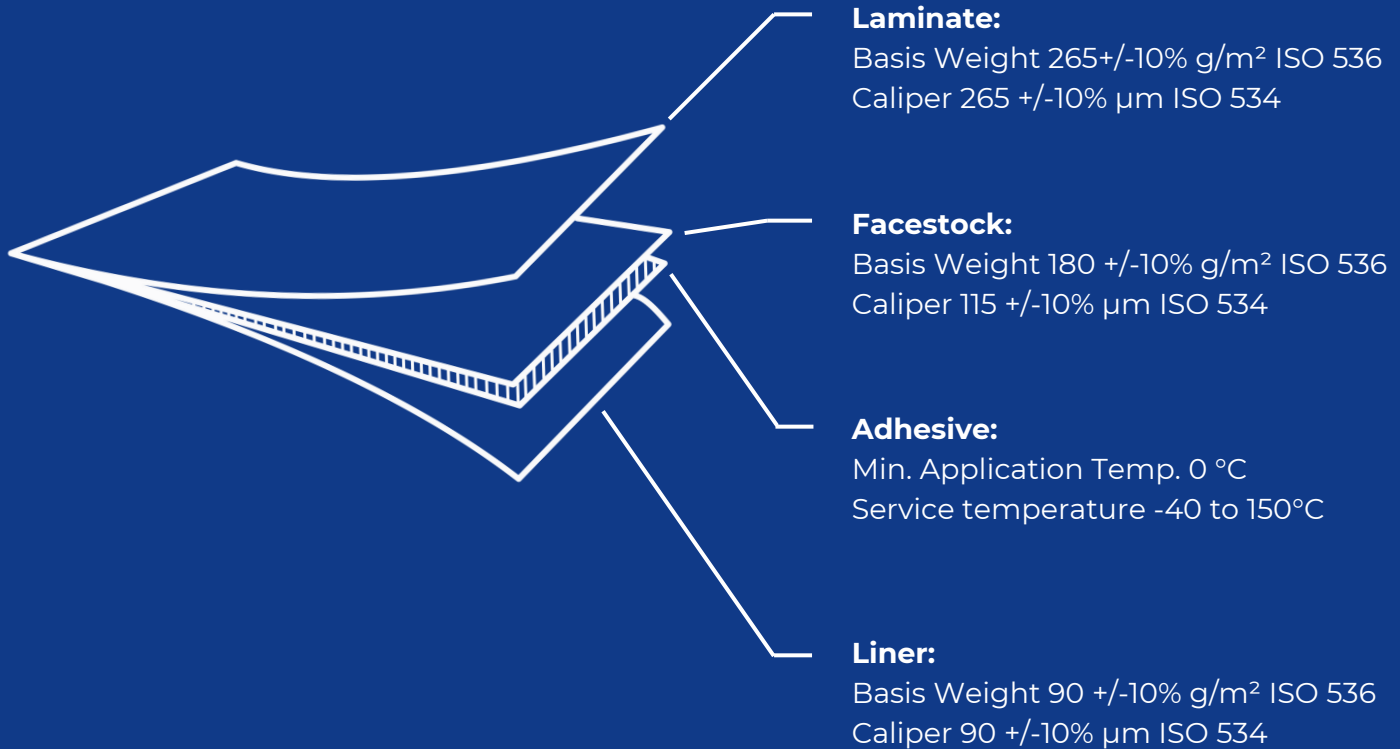 Laminate:
Basis Weight 265+/-10% g/m² ISO 536
Caliper 265 +/-10% µm ISO 534
Facestock:
Basis Weight 180 +/-10% g/m² ISO 536
Caliper 115 +/-10% µm ISO 534
Adhesive:
Min. Application Temp. 0 °C
Service temperature -40 to 150°C
Liner:
Basis Weight 90 +/-10% g/m² ISO 536
Caliper 90 +/-10% µm ISO 534